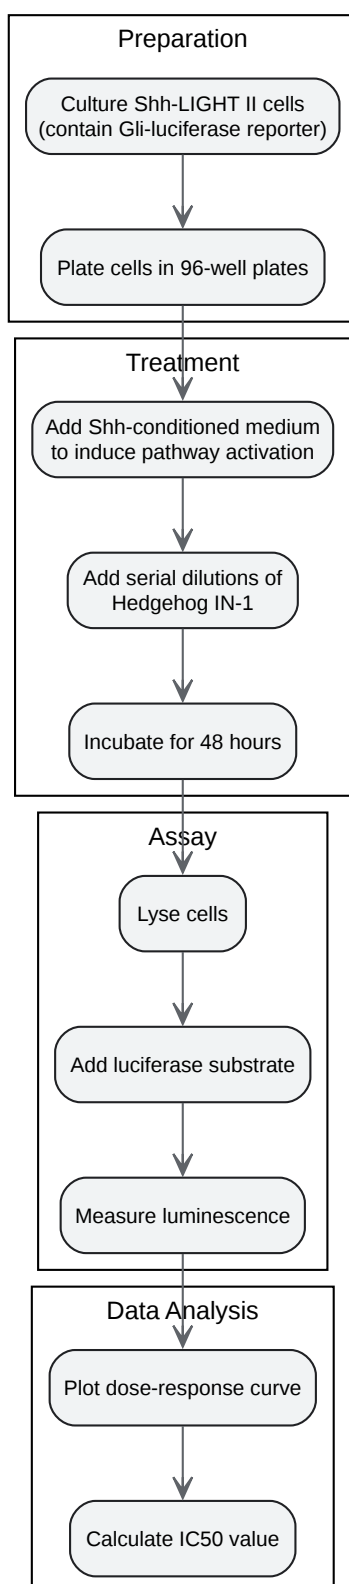 Preparation
Culture Shh-LIGHT II cells
(contain Gli-luciferase reporter)
Plate cells in 96-well plates
Treatment
Add Shh-conditioned medium
to induce pathway activation
Add serial dilutions of
Hedgehog IN-1
Incubate for 48 hours
Assay
Lyse cells
Add luciferase substrate
Measure luminescence
Data Analysis
Plot dose-response curve
Calculate IC50 value